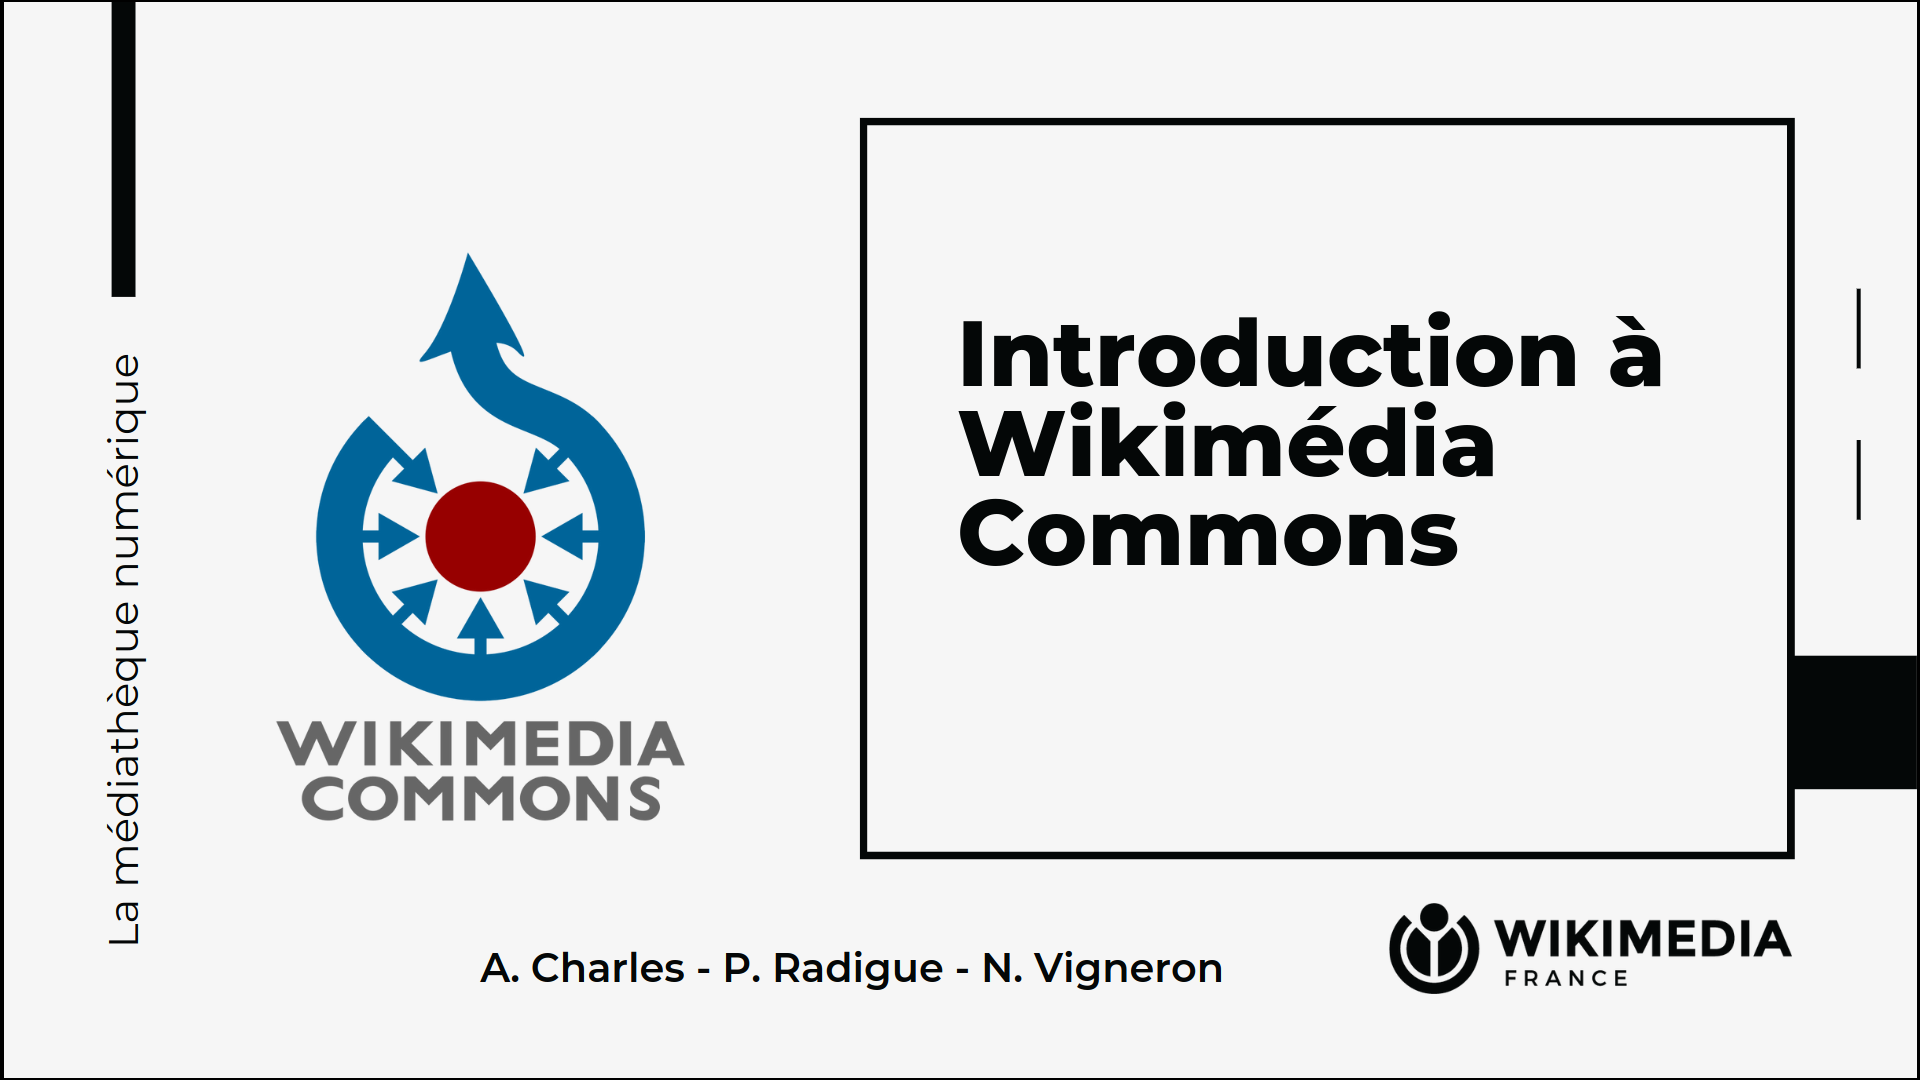 La médiathèque numérique
WIKIMEDIA
COMMONS
Introduction à
Wikimédia
Commons
A. Charles - P. Radigue - N. Vigneron
WIKIMEDIA
FRANCE